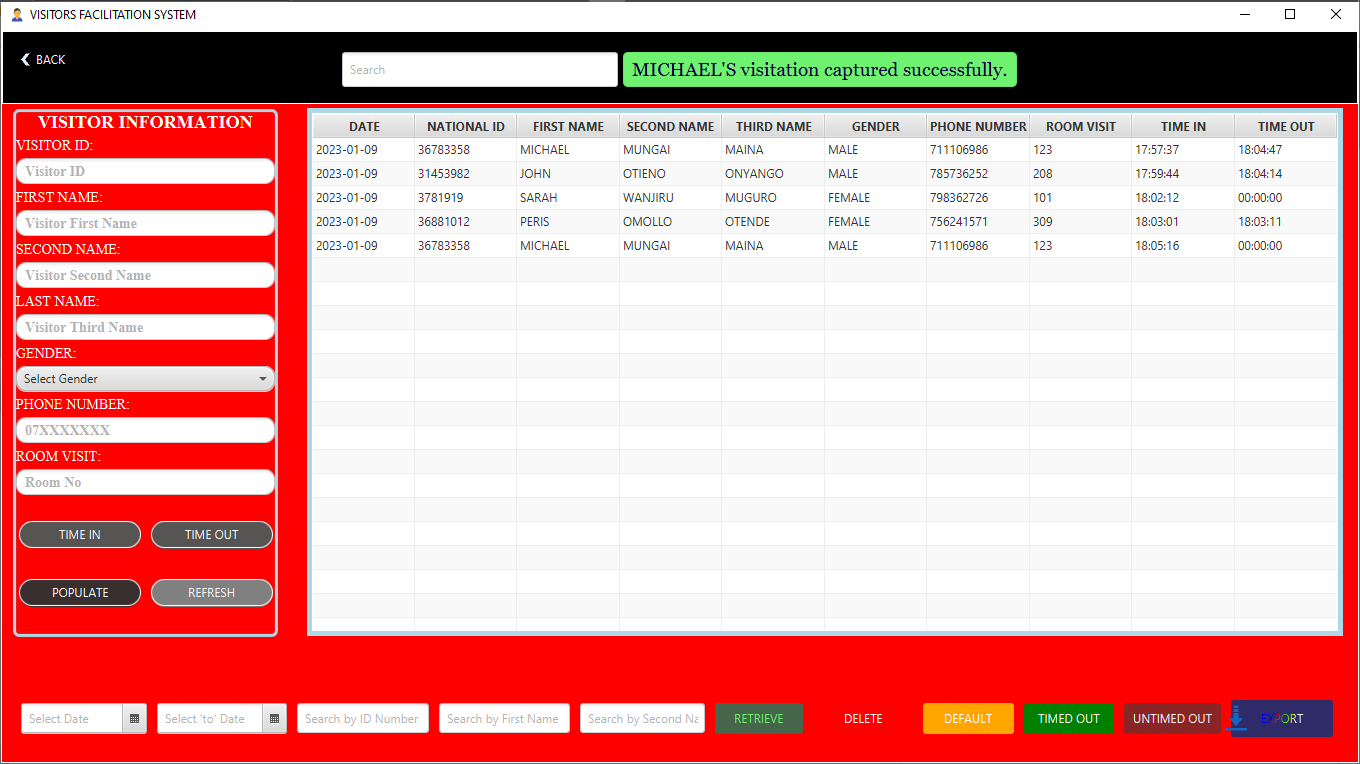 VISITORS FACILITATION SYSTEM
BACK
Search
MICHAEL'S visitation captured successfully.
VISITOR INFORMATION
VISITOR ID:
Visitor ID
FIRST NAME:
Visitor First Name
SECOND NAME:
Visitor Second Name
LAST NAME:
Visitor Third Name
GENDER:
Select Gender
PHONE NUMBER:
07XXXXXXX
ROOM VISIT:
Room No
TIME IN TIME OUT
POPULATE REFRESH
DATE NATIONAL ID FIRST NAME SECOND NAME THIRD NAME GENDER PHONE NUMBER ROOM VISIT TIME IN TIME OUT
2023-01-09 36783358 MICHAEL MUNGAI MAINA MALE 711106986 123 17:57:37 18:04:47
2023-01-09 31453982 JOHN OTIENO ONYANGO MALE 785736252 208 17:59:44 18:04:14
2023-01-09 3781919 SARAH WANJIRU MUGURO FEMALE 798362726 101 18:02:12 00:00:00
2023-01-09 36881012 PERIS OMOLLO OTENDE FEMALE 756241571 309 18:03:01 18:03:11
2023-01-09 36783358 MICHAEL MUNGAI MAINA MALE 711106986 123 18:05:16 00:00:00
Select Date Select 'to' Date Search by ID Number Search by First Name Search by Second Na RETRIEVE DELETE DEFAULT TIMED OUT UNTIMED OUT EXPORT